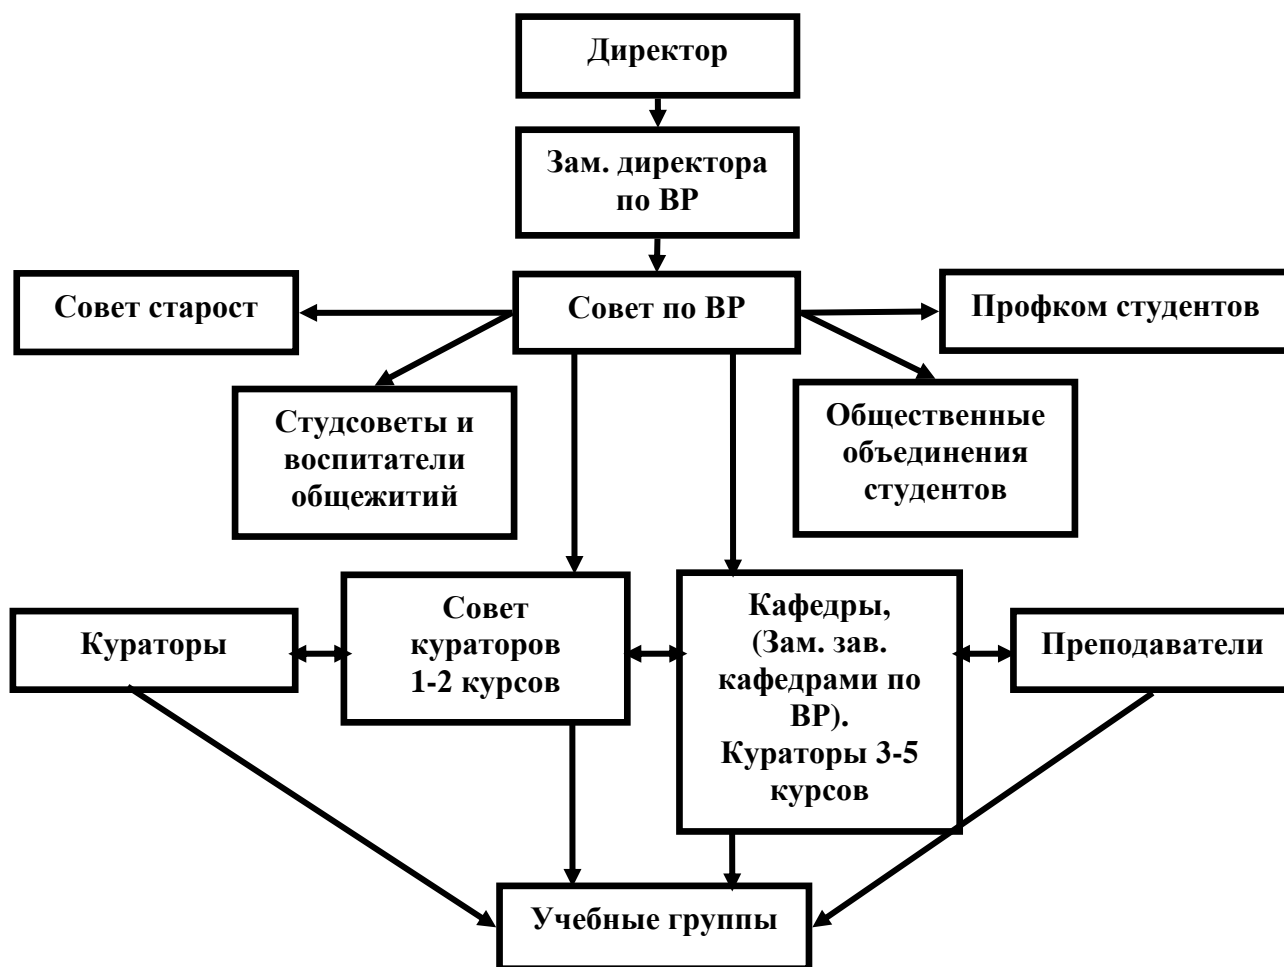 Директор
Зам. директора
по ВР
Совет старост
Совет по ВР
Профком студентов
Студсоветы и
воспитатели
общежитий
Общественные
объединения
студентов
Кураторы
Совет
кураторов
1-2 курсов
Кафедры,
(Зам. зав.
кафедрами по
ВР).
Кураторы 3-5
курсов
Преподаватели
Учебные группы